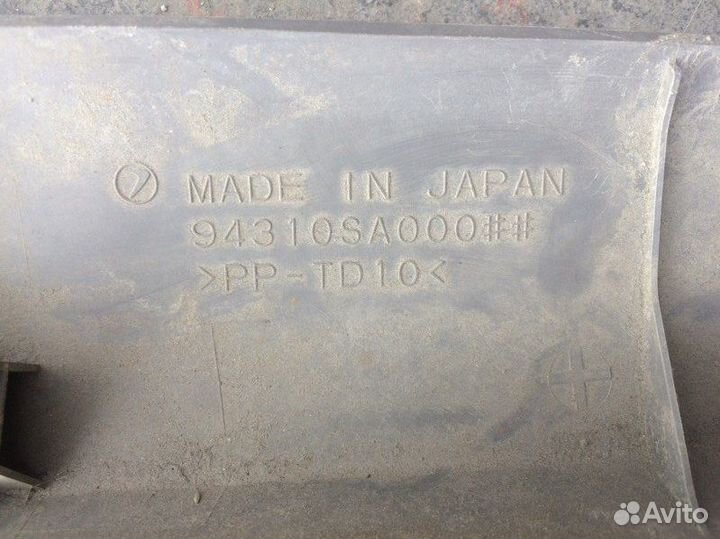 MADE IN JAPAN
94310SA000##
>PP-TD10<
Avito